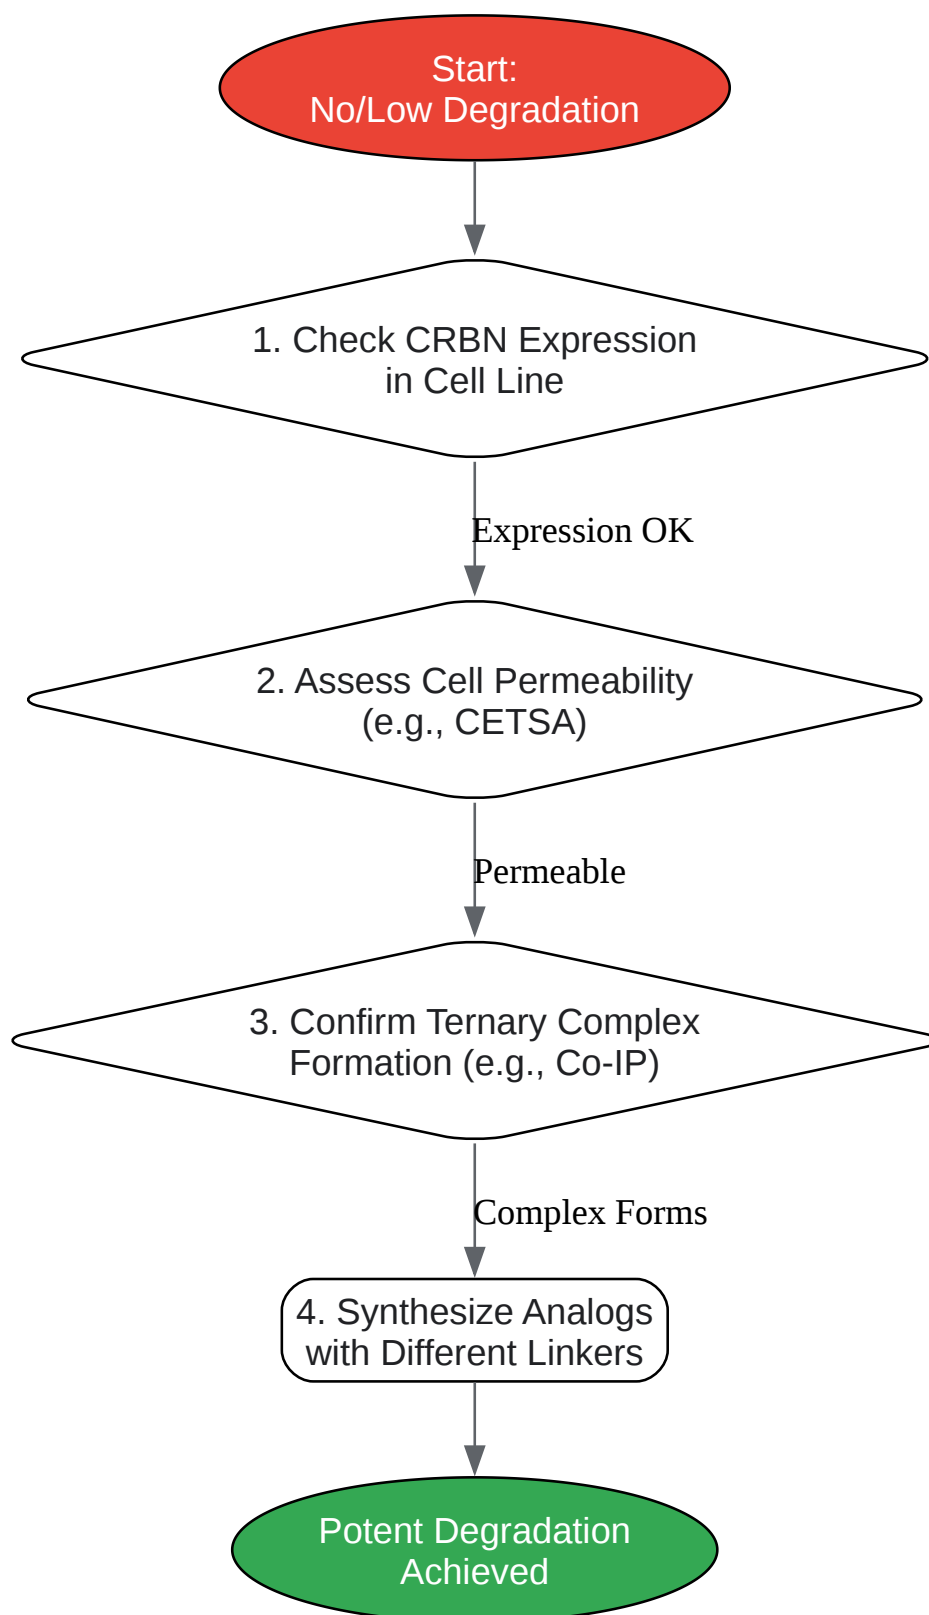 Start:
No/Low Degradation
1. Check CRBN Expression
in Cell Line
Expression OK
2. Assess Cell Permeability
(e.g., CETSA)
Permeable
3. Confirm Ternary Complex
Formation (e.g., Co-IP)
Complex Forms
4. Synthesize Analogs
with Different Linkers
Potent Degradation
Achieved